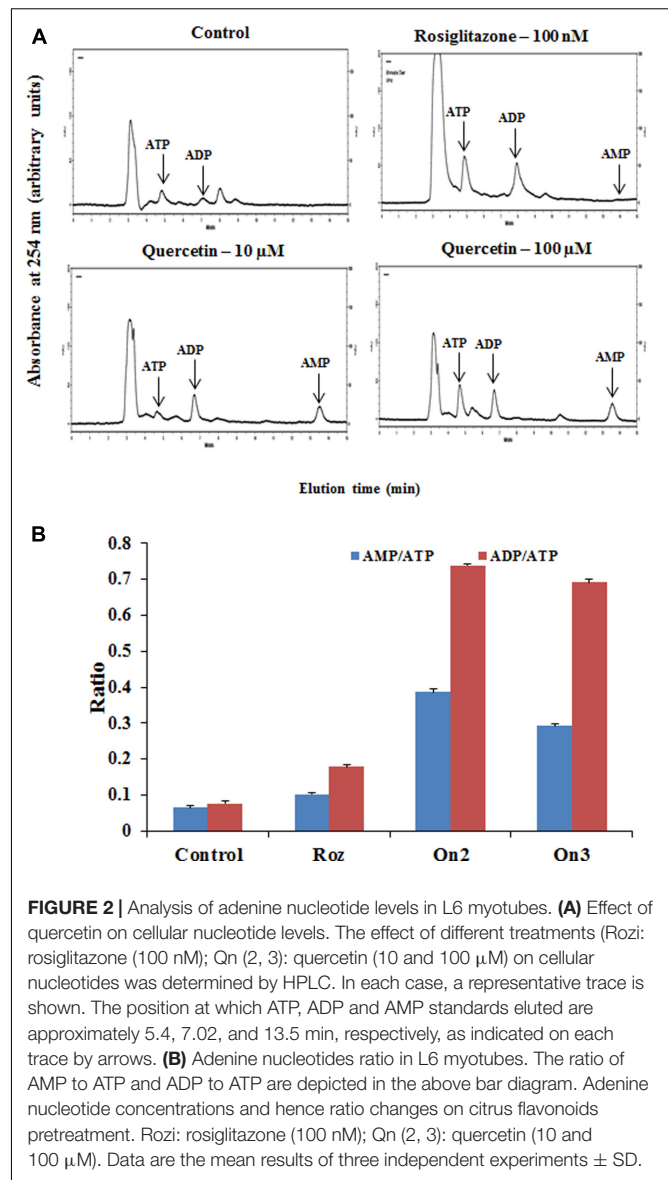 A
Control
Rosiglitazone – 100 nM
ATP
ADP
ATP
ADP
AMP
Quercetin – 10 µM
Quercetin – 100 µM
ATP
ADP
AMP
ATP
ADP
AMP
Absorbance at 254 nm (arbitrary units)
Elution time (min)
B
AMP/ATP
ADP/ATP
0.8
0.7
0.6
0.5
0.4
0.3
0.2
0.1
0
Ratio
Control
Roz
On2
On3
FIGURE 2 | Analysis of adenine nucleotide levels in L6 myotubes. (A) Effect of
quercetin on cellular nucleotide levels. The effect of different treatments (Rozi:
rosiglitazone (100 nM); Qn (2, 3): quercetin (10 and 100 µM) on cellular
nucleotides was determined by HPLC. In each case, a representative trace is
shown. The position at which ATP, ADP and AMP standards eluted are
approximately 5.4, 7.02, and 13.5 min, respectively, as indicated on each
trace by arrows. (B) Adenine nucleotides ratio in L6 myotubes. The ratio of
AMP to ATP and ADP to ATP are depicted in the above bar diagram. Adenine
nucleotide concentrations and hence ratio changes on citrus flavonoids
pretreatment. Rozi: rosiglitazone (100 nM); Qn (2, 3): quercetin (10 and
100 µM). Data are the mean results of three independent experiments ± SD.